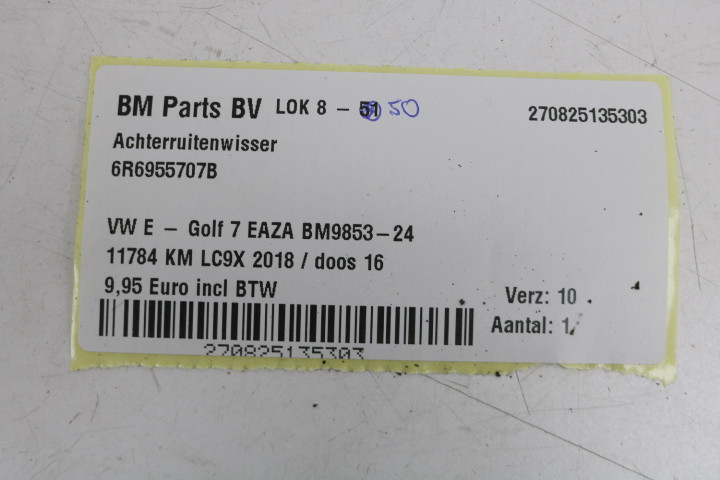 BM Parts BV LOK 8 - 51 50 270825135303
Achterruitenwisser
6R6955707B
VW E - Golf 7 EAZA BM9853-24
11784 KM LC9X 2018 / doos 16
9,95 Euro incl BTW
Verz: 10
Aantal: 1
270825135303